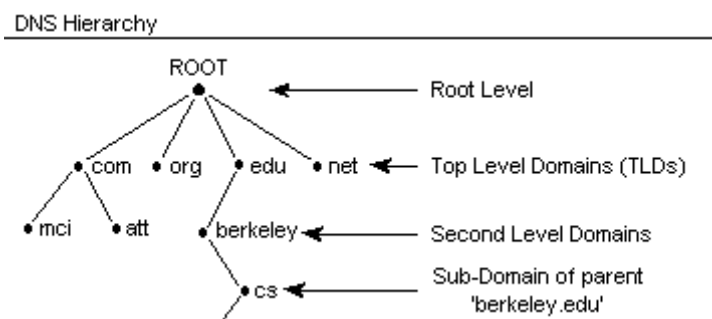 DNS Hierarchy
ROOT
Root Level
com org edu net Top Level Domains (TLDs)
mci att berkeley Second Level Domains
cs Sub-Domain of parent
'berkeley.edu'